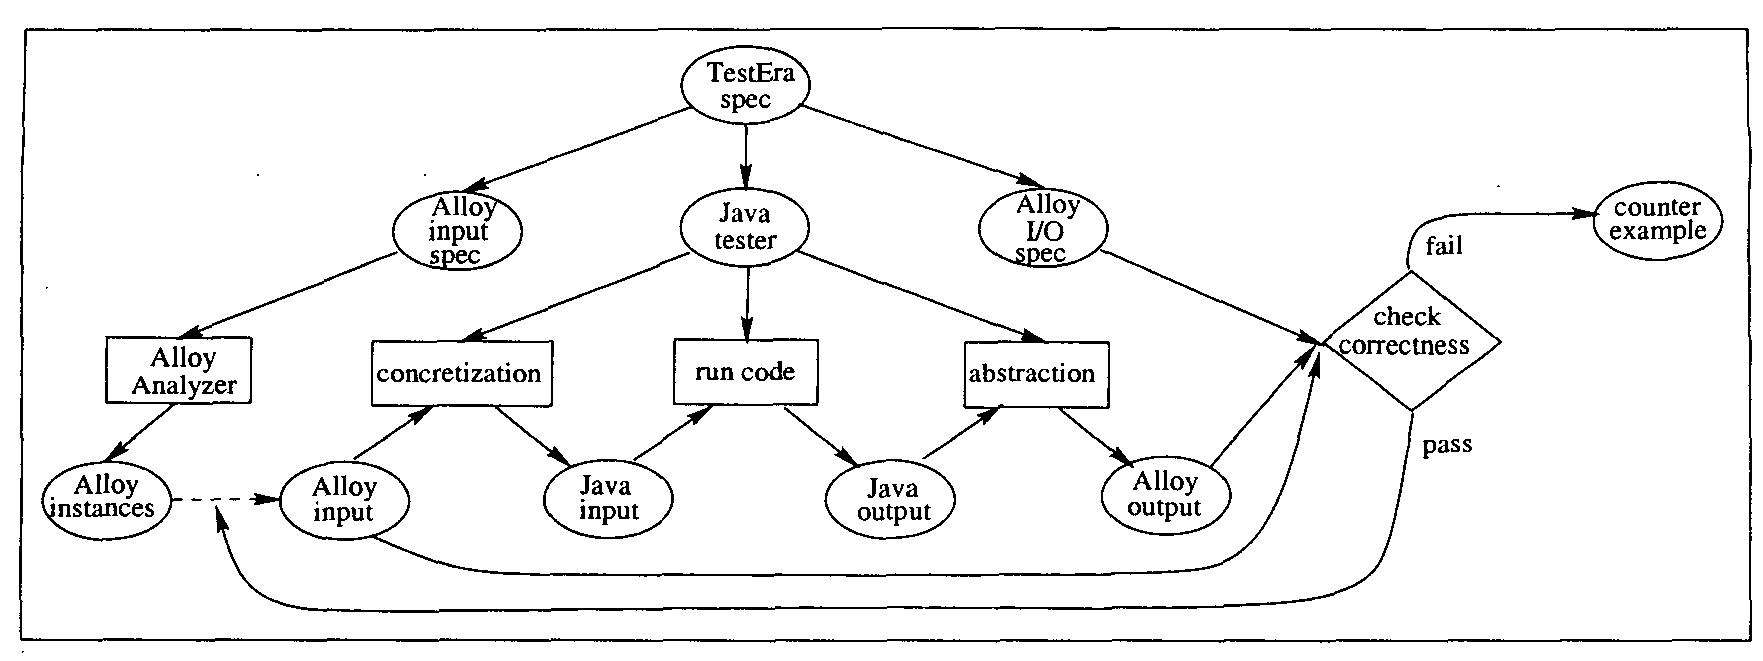 TestEra
spec
Alloy
input
spec
Java
tester
Alloy
I/O
spec
counter
example
fail
check
correctness
Alloy
Analyzer
concretization
run code
abstraction
pass
Alloy
instances
Alloy
input
Java
input
Java
output
Alloy
output